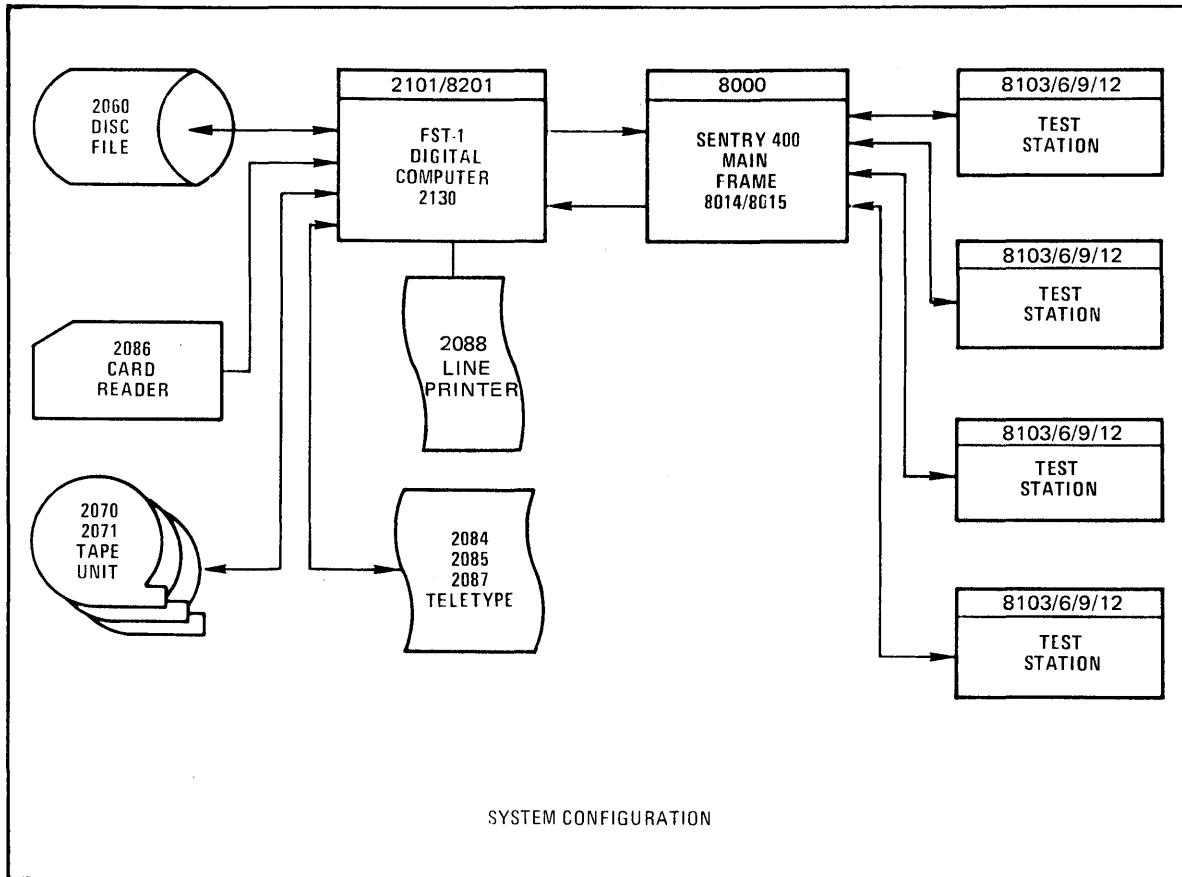 2060
DISC
FILE
2101/8201
FST-1
DIGITAL
COMPUTER
2130
8000
SENTRY 400
MAIN
FRAME
8014/8015
8103/6/9/12
TEST
STATION
8103/6/9/12
TEST
STATION
2086
CARD
READER
2088
LINE
PRINTER
8103/6/9/12
TEST
STATION
2070
2071
TAPE
UNIT
2084
2085
2087
TELETYPE
8103/6/9/12
TEST
STATION
SYSTEM CONFIGURATION